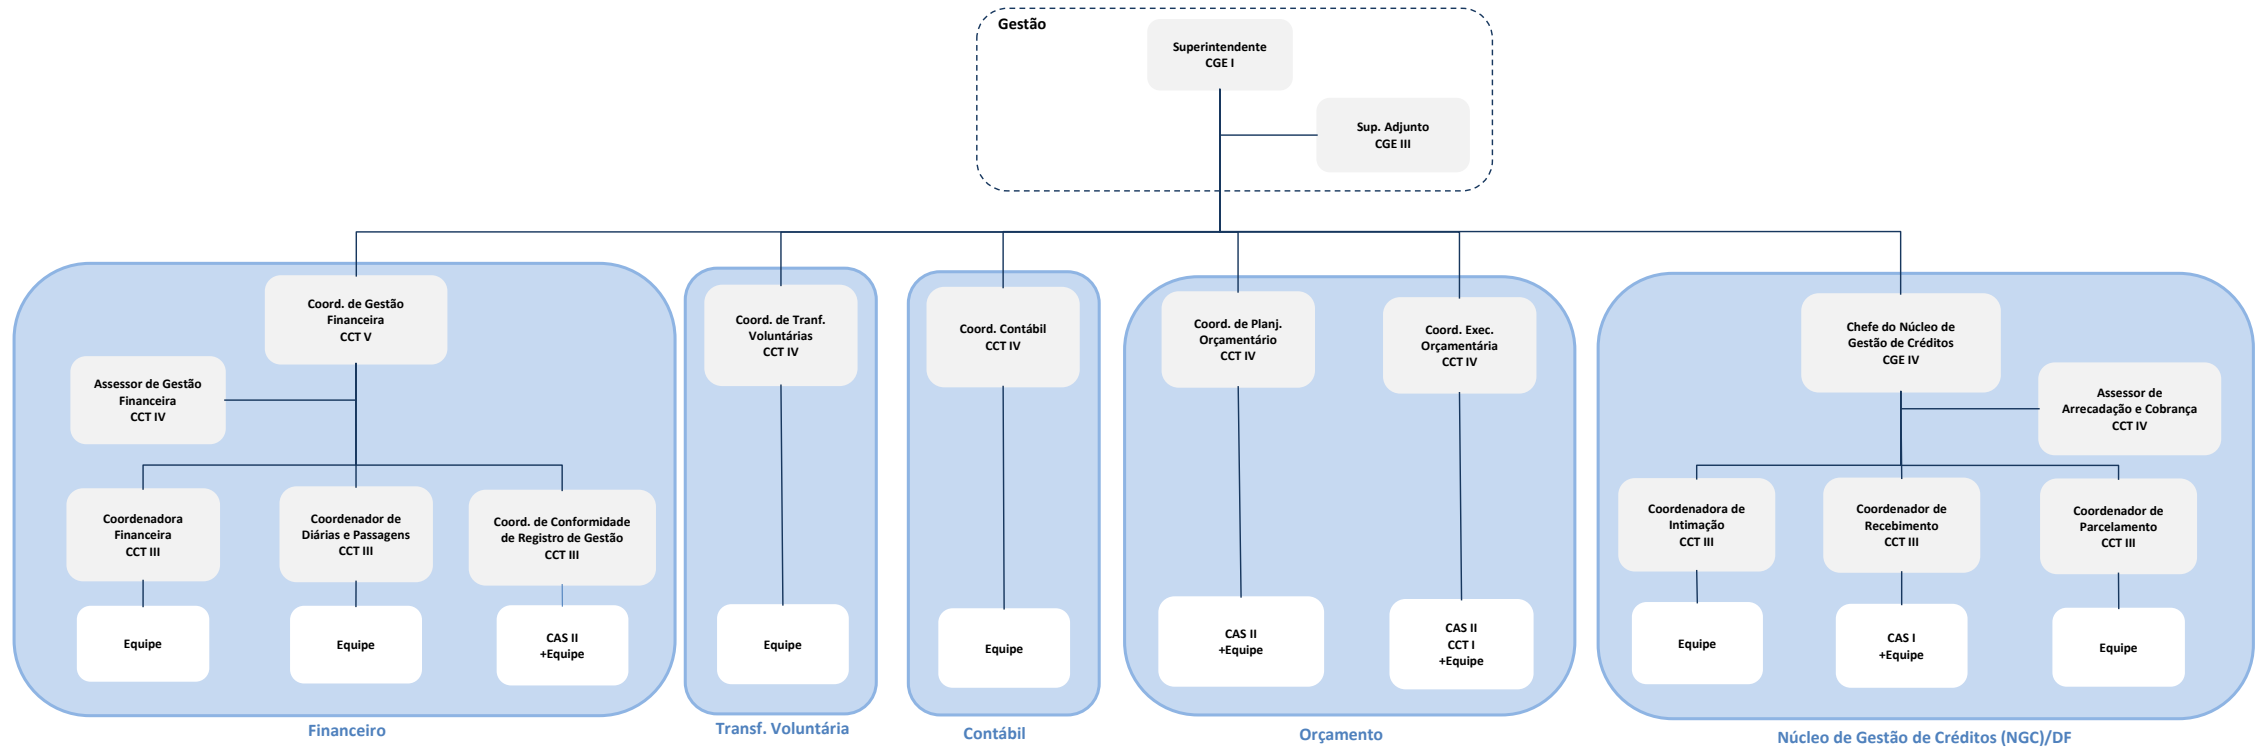 Gestão
Superintendente
CGE I
Sup. Adjunto
CGE III
Coord. de Gestão
Financeira
CCT V
Assessor de Gestão
Financeira
CCT IV
Coordenadora
Financeira
CCT III
Coordenador de
Diárias e Passagens
CCT III
Coord. de Conformidade
de Registro de Gestão
CCT III
Equipe
Equipe
CAS II
+Equipe
Financeiro
Coord. de Tranf.
Voluntárias
CCT IV
Equipe
Transf. Voluntária
Coord. Contábil
CCT IV
Equipe
Contábil
Coord. de Planj.
Orçamentário
CCT IV
Coord. Exec.
Orçamentária
CCT IV
CAS II
+Equipe
CAS II
CCT I
+Equipe
Orçamento
Chefe do Núcleo de
Gestão de Créditos
CGE IV
Assessor de
Arrecadação e Cobrança
CCT IV
Coordenadora de
Intimação
CCT III
Coordenador de
Recebimento
CCT III
Coordenador de
Parcelamento
CCT III
Equipe
CAS I
+Equipe
Equipe
Núcleo de Gestão de Créditos (NGC)/DF